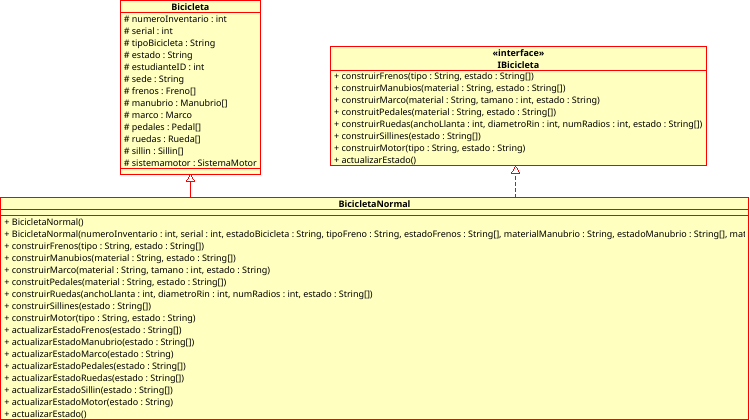 Bicicleta
# numeroInventario : int
# serial : int
# tipoBicicleta : String
# estado : String
# estudianteID : int
# sede : String
# frenos : Freno[]
# manubrio : Manubrio[]
# marco : Marco
# pedales : Pedal[]
# ruedas : Rueda[]
# sillin : Sillin[]
# sistemamotor : SistemaMotor
«interface»
IBicicleta
+ construirFrenos(tipo : String, estado : String[])
+ construirManubios(material : String, estado : String[])
+ construirMarco(material : String, tamano : int, estado : String)
+ construitPedales(material : String, estado : String[])
+ construirRuedas(anchoLlanta : int, diametroRin : int, numRadios : int, estado : String[])
+ construirSillines(estado : String[])
+ construirMotor(tipo : String, estado : String)
+ actualizarEstado()
BicicletaNormal
+ BicicletaNormal()
+ BicicletaNormal(numeroInventario : int, serial : int, estadoBicicleta : String, tipoFreno : String, estadoFrenos : String[], materialManubrio : String, estadoManubrio : String[], mat
+ construirFrenos(tipo : String, estado : String[])
+ construirManubios(material : String, estado : String[])
+ construirMarco(material : String, tamano : int, estado : String)
+ construitPedales(material : String, estado : String[])
+ construirRuedas(anchoLlanta : int, diametroRin : int, numRadios : int, estado : String[])
+ construirSillines(estado : String[])
+ construirMotor(tipo : String, estado : String)
+ actualizarEstadoFrenos(estado : String[])
+ actualizarEstadoManubrio(estado : String[])
+ actualizarEstadoMarco(estado : String)
+ actualizarEstadoPedales(estado : String[])
+ actualizarEstadoRuedas(estado : String[])
+ actualizarEstadoSillin(estado : String[])
+ actualizarEstadoMotor(estado : String)
+ actualizarEstado()